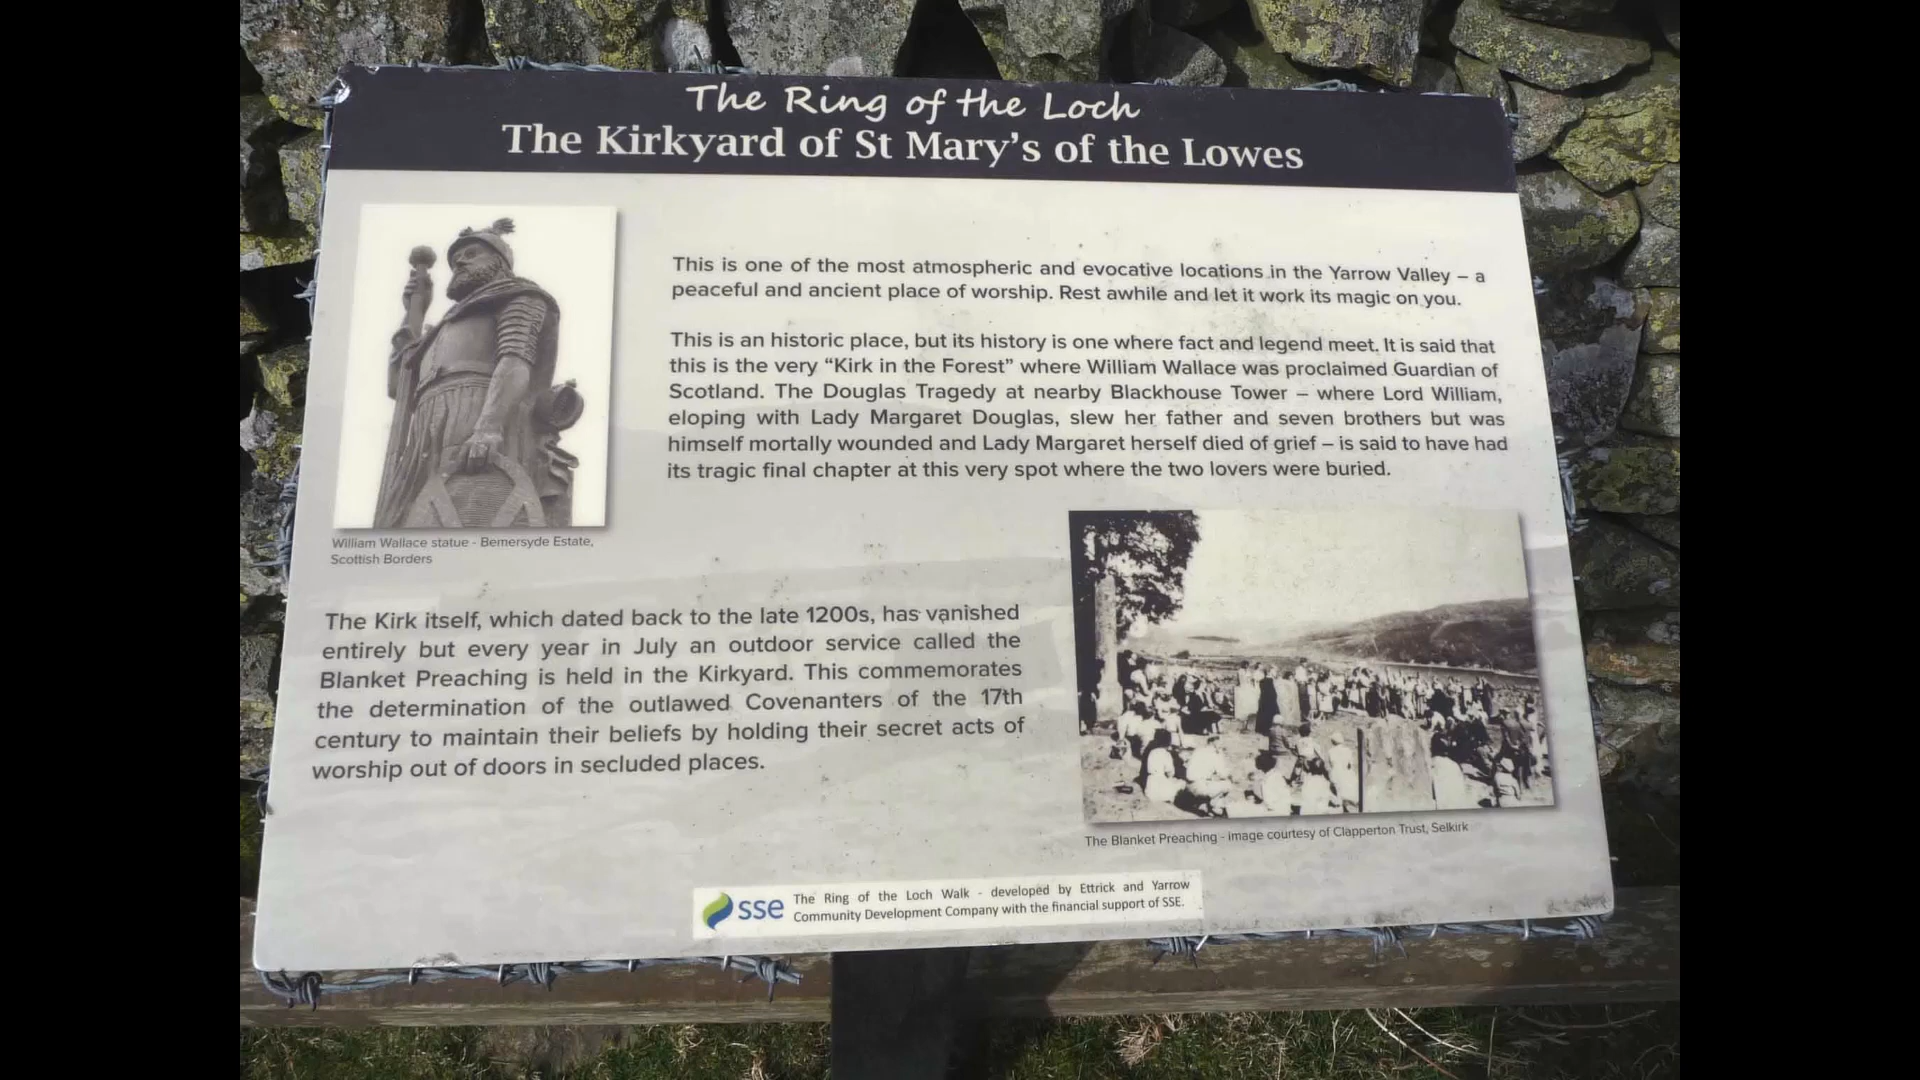 The Ring of the Loch
The Kirkyard of St Mary's of the Lowes
This is one of the most atmospheric and evocative locations in the Yarrow Valley – a
peaceful and ancient place of worship. Rest awhile and let it work its magic on you.
This is an historic place, but its history is one where fact and legend meet. It is said that
this is the very “Kirk in the Forest” where William Wallace was proclaimed Guardian of
Scotland. The Douglas Tragedy at nearby Blackhouse Tower – where Lord William,
eloping with Lady Margaret Douglas, slew her father and seven brothers but was
himself mortally wounded and Lady Margaret herself died of grief – is said to have had
its tragic final chapter at this very spot where the two lovers were buried.
William Wallace statue - Bemersyde Estate,
Scottish Borders
The Kirk itself, which dated back to the late 1200s, has vanished
entirely but every year in July an outdoor service called the
Blanket Preaching is held in the Kirkyard. This commemorates
the determination of the outlawed Covenanters of the 17th
century to maintain their beliefs by holding their secret acts of
worship out of doors in secluded places.
The Blanket Preaching - image courtesy of Clapperton Trust, Selkirk
sse
The Ring of the Loch Walk - developed by Ettrick and Yarrow
Community Development Company with the financial support of SSE.